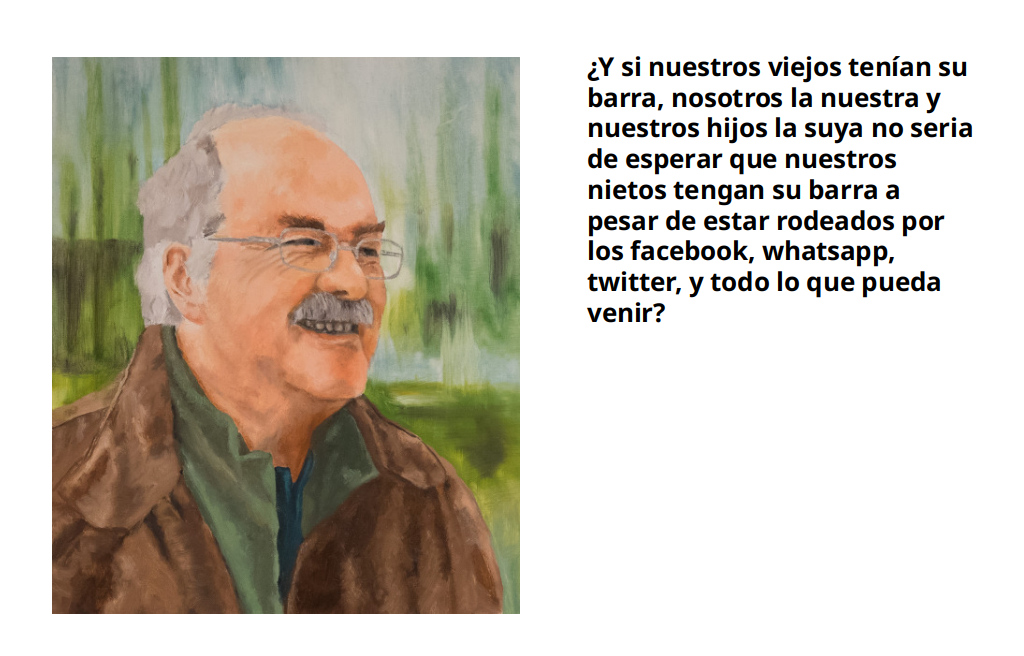 ¿Y si nuestros viejos tenían su
barra, nosotros la nuestra y
nuestros hijos la suya no seria
de esperar que nuestros
nietos tengan su barra a
pesar de estar rodeados por
los facebook, whatsapp,
twitter, y todo lo que pueda
venir?